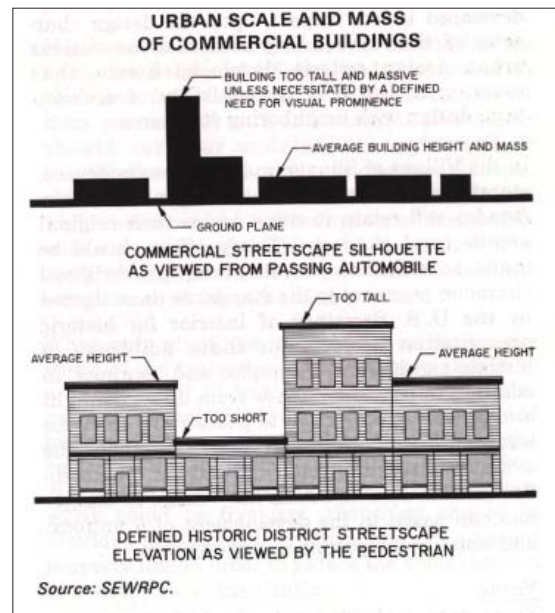 URBAN SCALE AND MASS
OF COMMERCIAL BUILDINGS
BUILDING TOO TALL AND MASSIVE
UNLESS NECESSITATED BY A DEFINED
NEED FOR VISUAL PROMINENCE
AVERAGE BUILDING HEIGHT AND MASS
GROUND PLANE
COMMERCIAL STREETSCAPE SILHOUETTE
AS VIEWED FROM PASSING AUTOMOBILE
TOO TALL
AVERAGE HEIGHT
AVERAGE HEIGHT
TOO SHORT
DEFINED HISTORIC DISTRICT STREETSCAPE
ELEVATION AS VIEWED BY THE PEDESTRIAN
Source: SEWRPC.